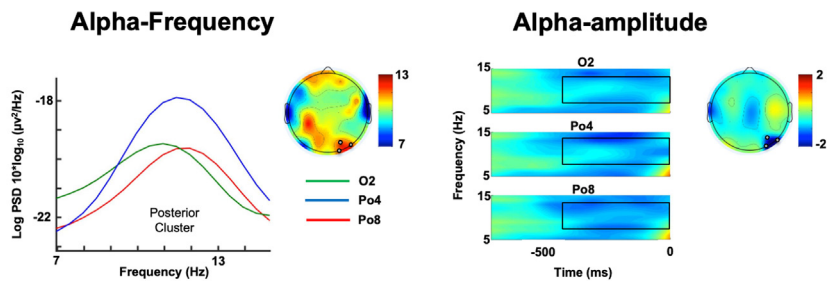 Alpha-Frequency
Log PSD 10*log10 (μv²/Hz)
-18
-22
Posterior
Cluster
7
13
Frequency (Hz)
13
7
O2
Po4
Po8
Alpha-amplitude
Frequency (Hz)
O2
15
5
Po4
15
5
Po8
15
5
-500
0
Time (ms)
2
-2